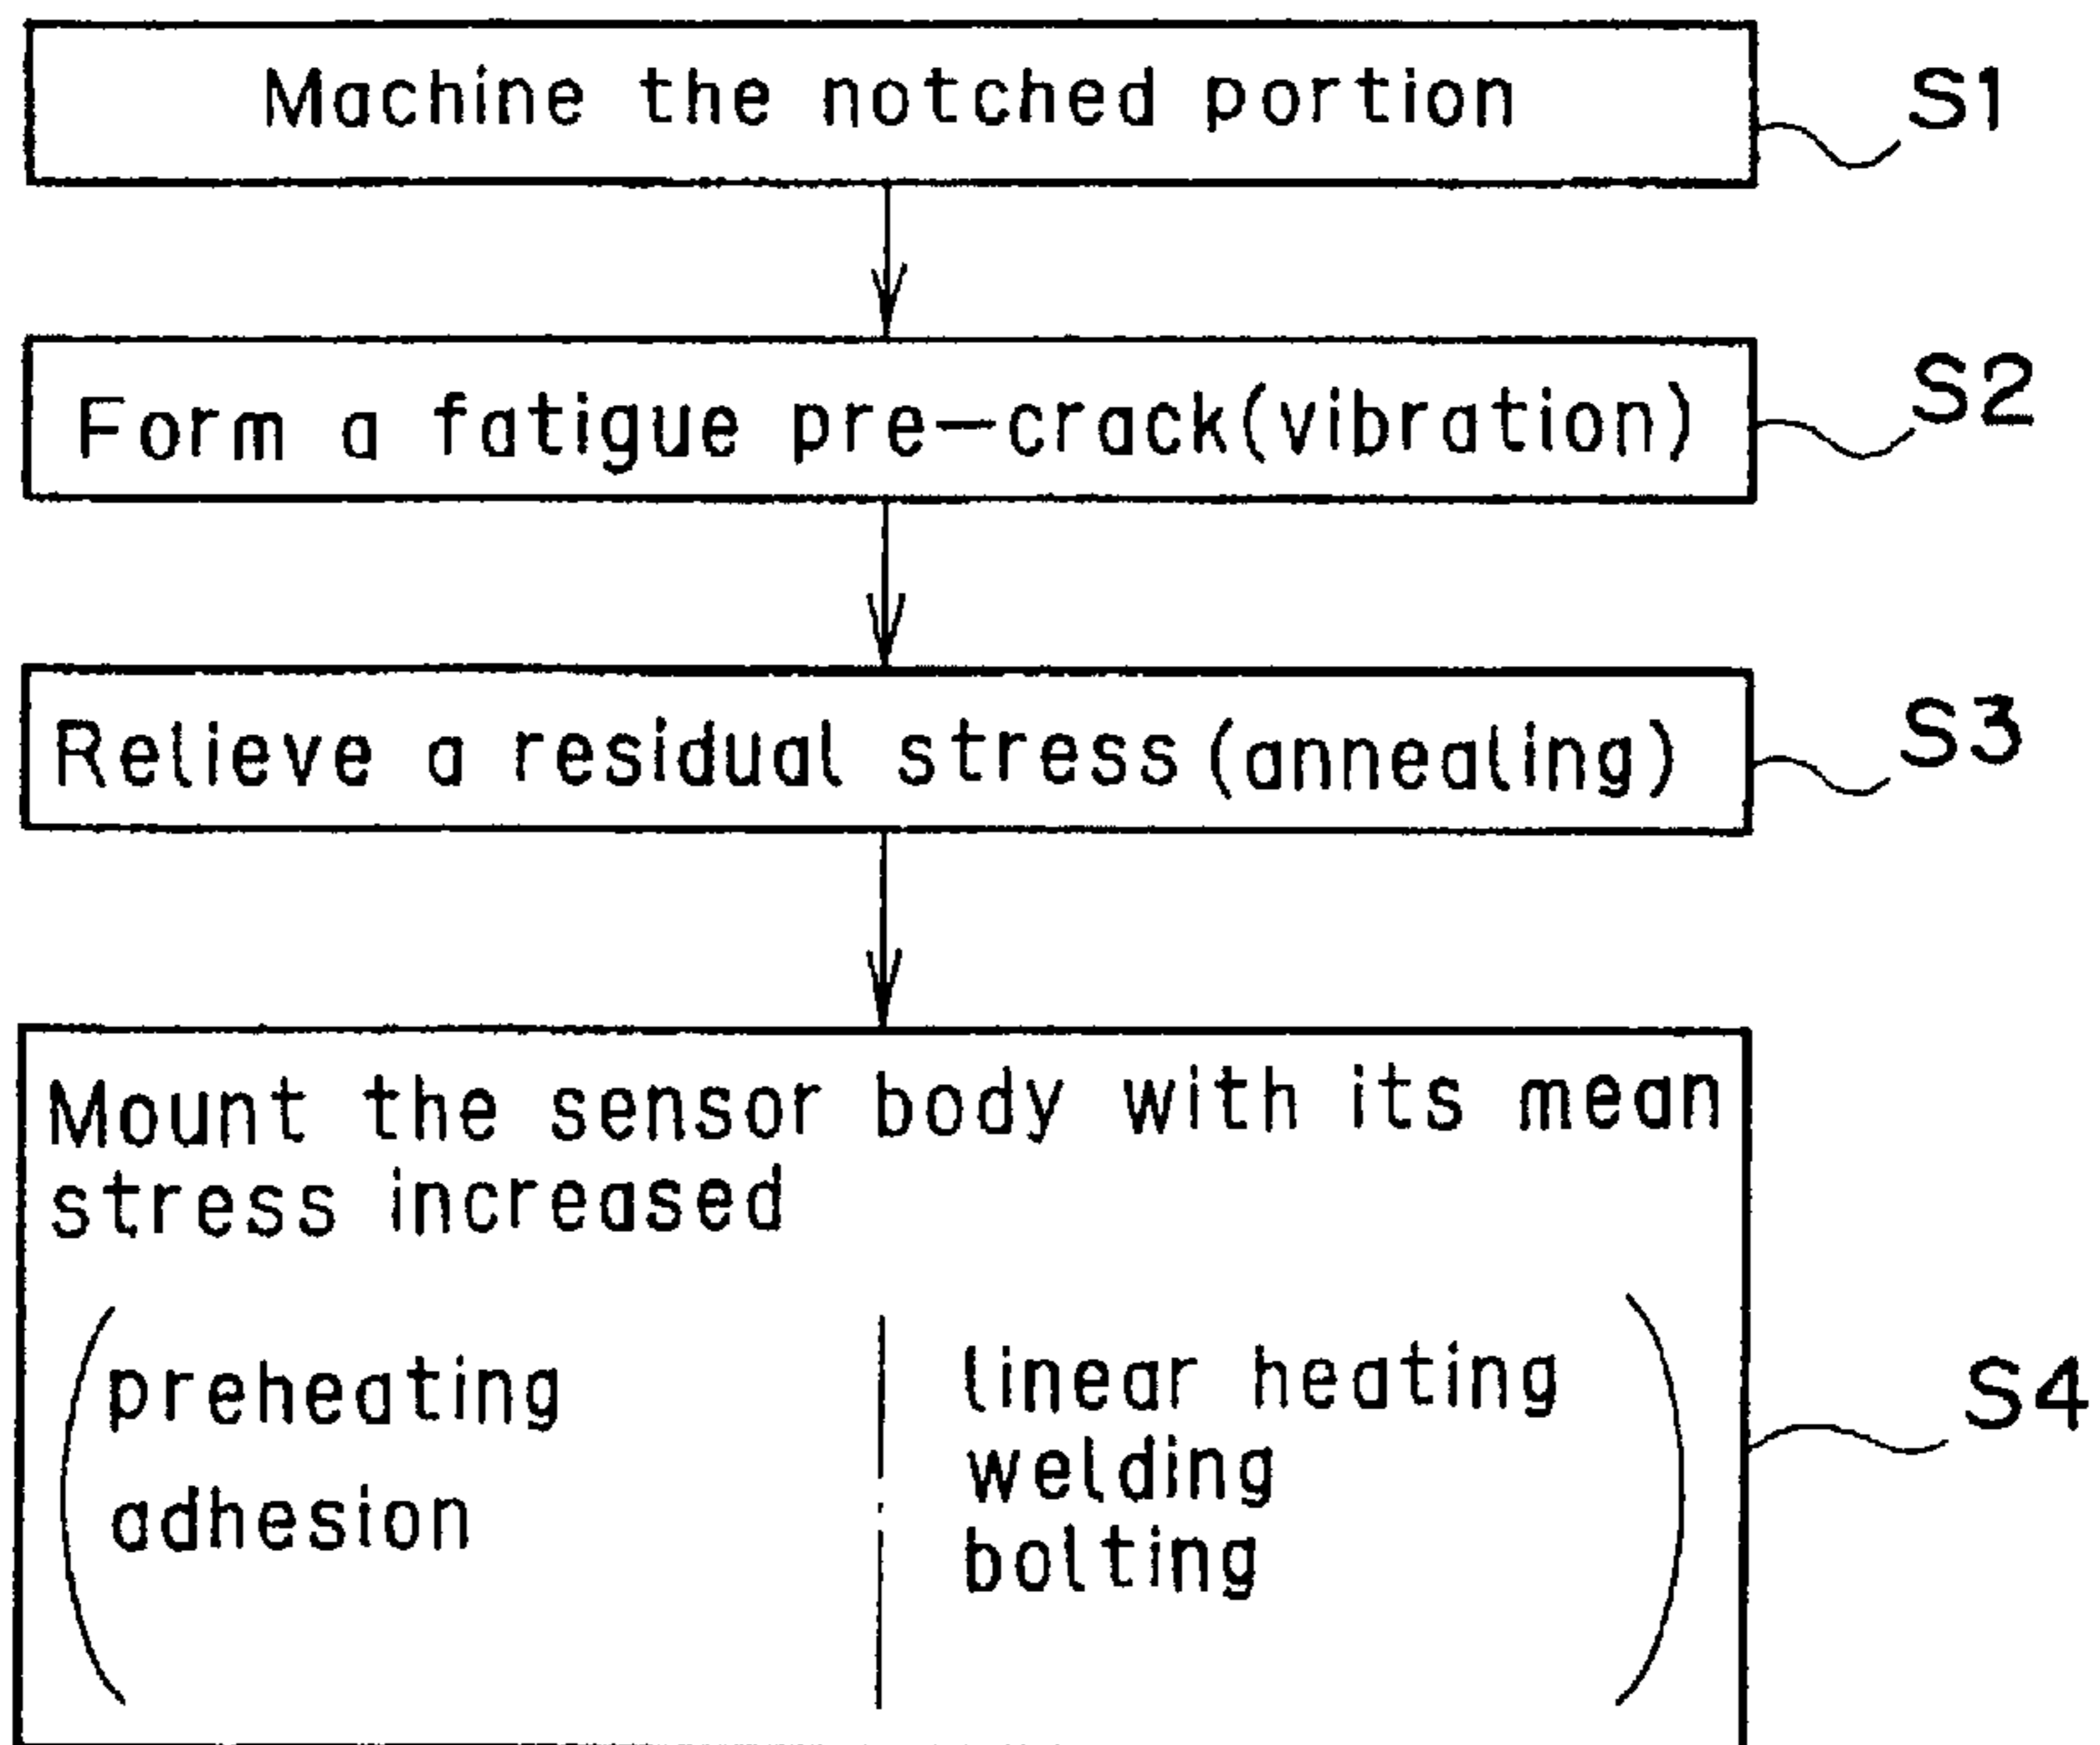 Machine the notched portion
S1
Form a fatigue pre-crack(vibration)
S2
Relieve a residual stress(annealing)
S3
Mount the sensor body with its mean
stress increased
preheating
adhesion
linear heating
welding
bolting
S4